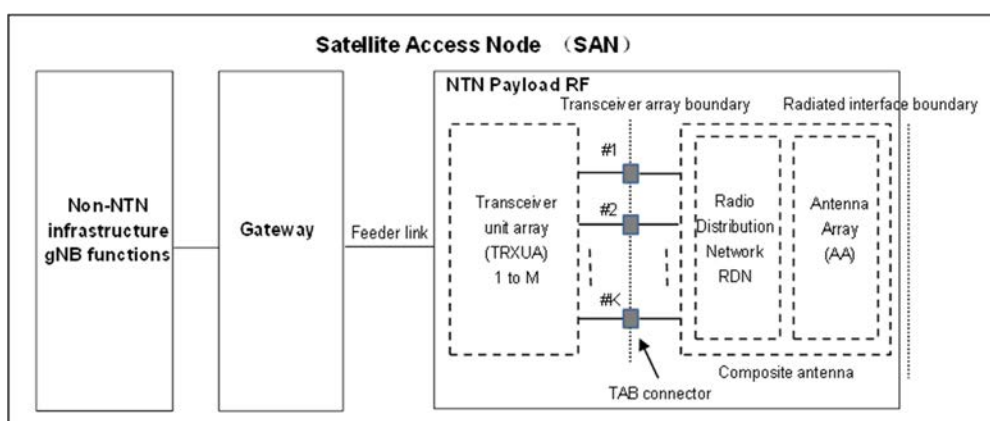 Satellite Access Node （SAN）
NTN Payload RF
Transceiver array boundary
Radiated interface boundary
Non-NTN
infrastructure
gNB functions
Gateway
Feeder link
Transceiver
unit array
(TRXUA)
1 to M
#1
#2
#K
Radio
Distribution
Network
RDN
Antenna
Array
(AA)
Composite antenna
TAB connector